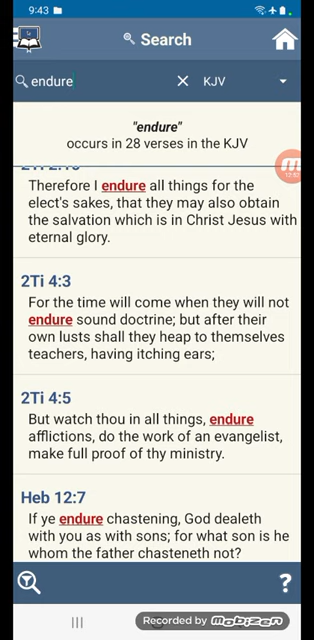 9:43
Search
endure
KJV
"endure"
occurs in 28 verses in the KJV
2Ti 2:10
Therefore I endure all things for the
elect's sakes, that they may also obtain
the salvation which is in Christ Jesus with
eternal glory.
2Ti 4:3
For the time will come when they will not
endure sound doctrine; but after their
own lusts shall they heap to themselves
teachers, having itching ears;
2Ti 4:5
But watch thou in all things, endure
afflictions, do the work of an evangelist,
make full proof of thy ministry.
Heb 12:7
If ye endure chastening, God dealeth
with you as with sons; for what son is he
whom the father chasteneth not?
?
Recorded by mobizen